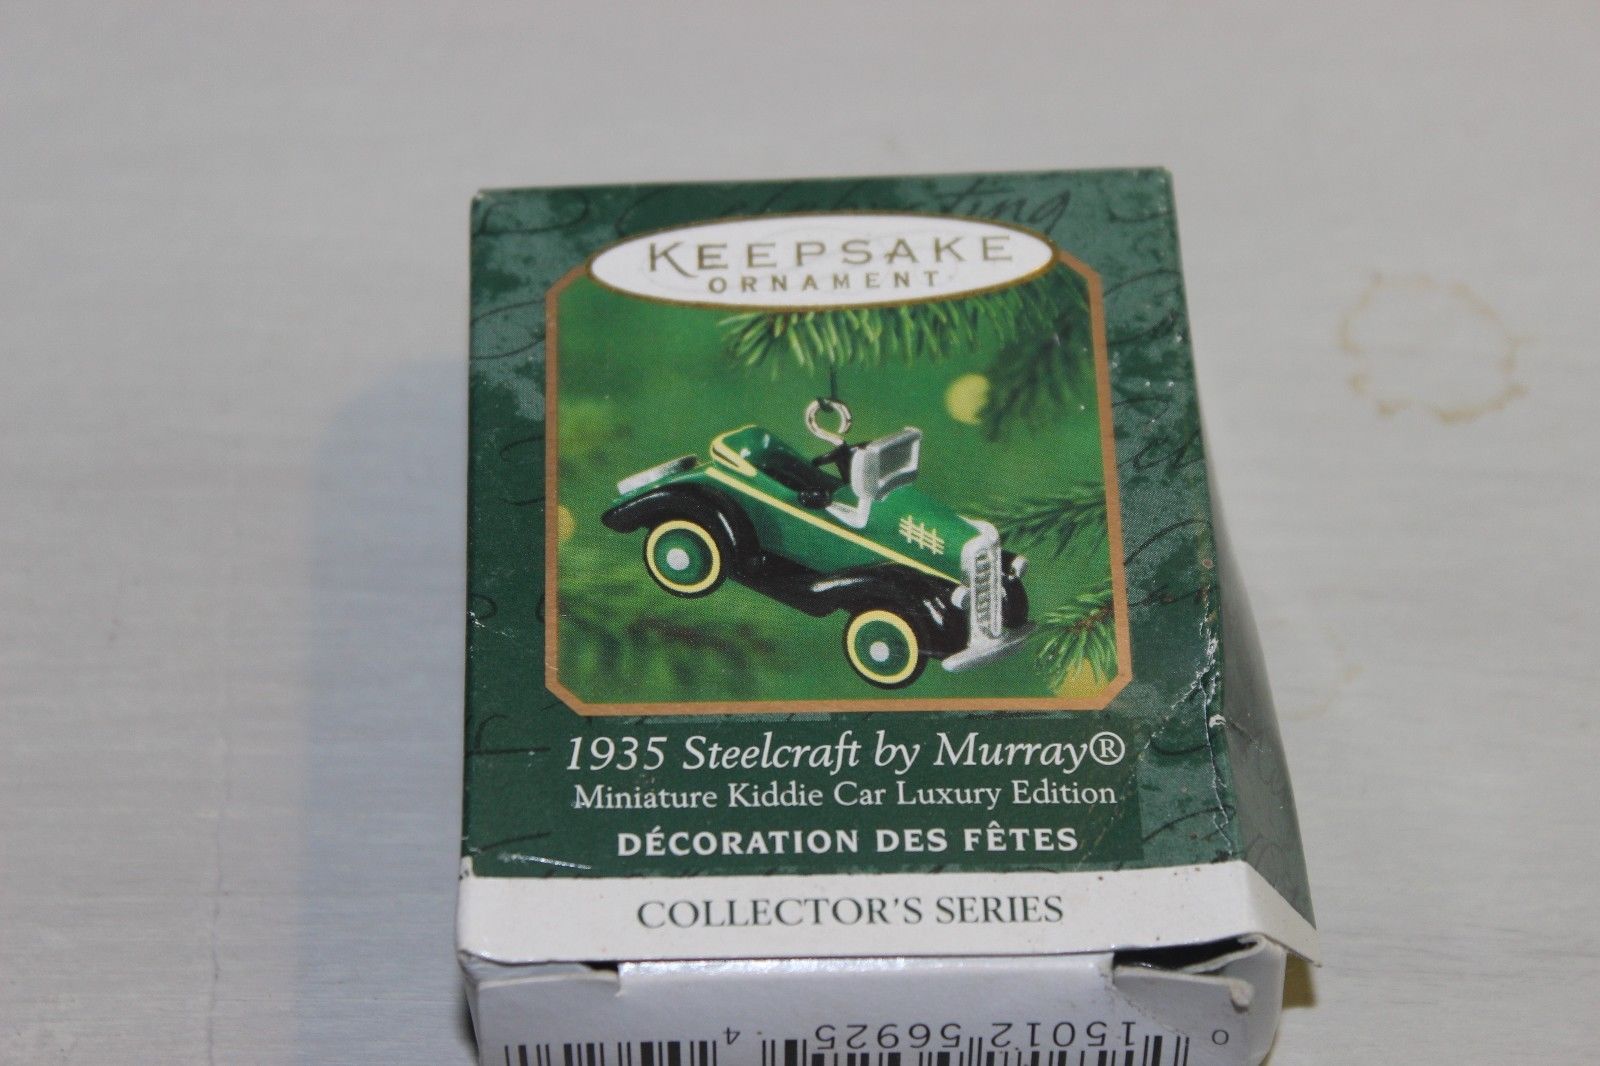 Celebrating
KEEPSAKE
ORNAMENT
1935 Steelcraft by Murray®
Miniature Kiddie Car Luxury Edition
DÉCORATION DES FÊTES
COLLECTOR'S SERIES
0 15012 56925 4